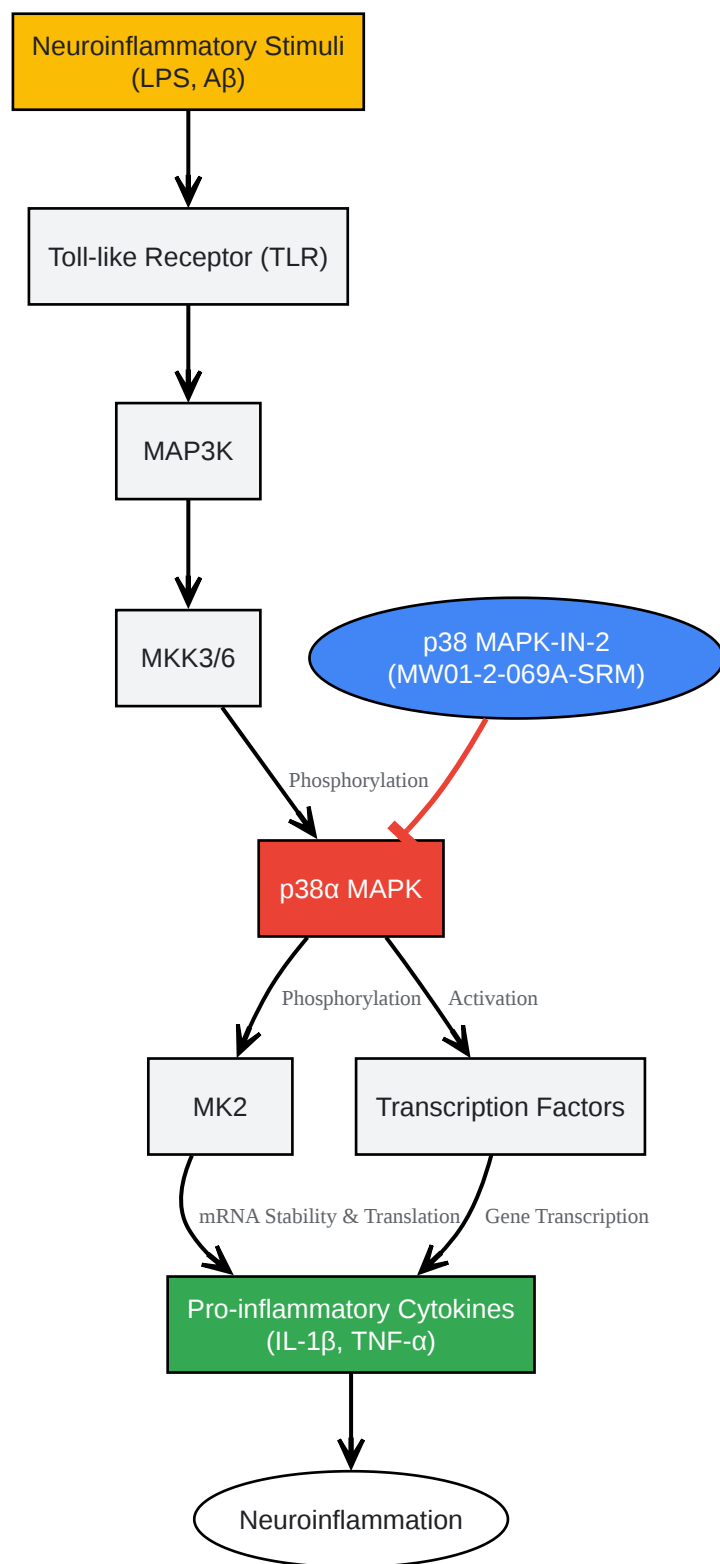 Neuroinflammatory Stimuli
(LPS, Aβ)
Toll-like Receptor (TLR)
MAP3K
MKK3/6
p38 MAPK-IN-2
(MW01-2-069A-SRM)
Phosphorylation
p38α MAPK
Phosphorylation
Activation
MK2
Transcription Factors
mRNA Stability & Translation
Gene Transcription
Pro-inflammatory Cytokines
(IL-1β, TNF-α)
Neuroinflammation